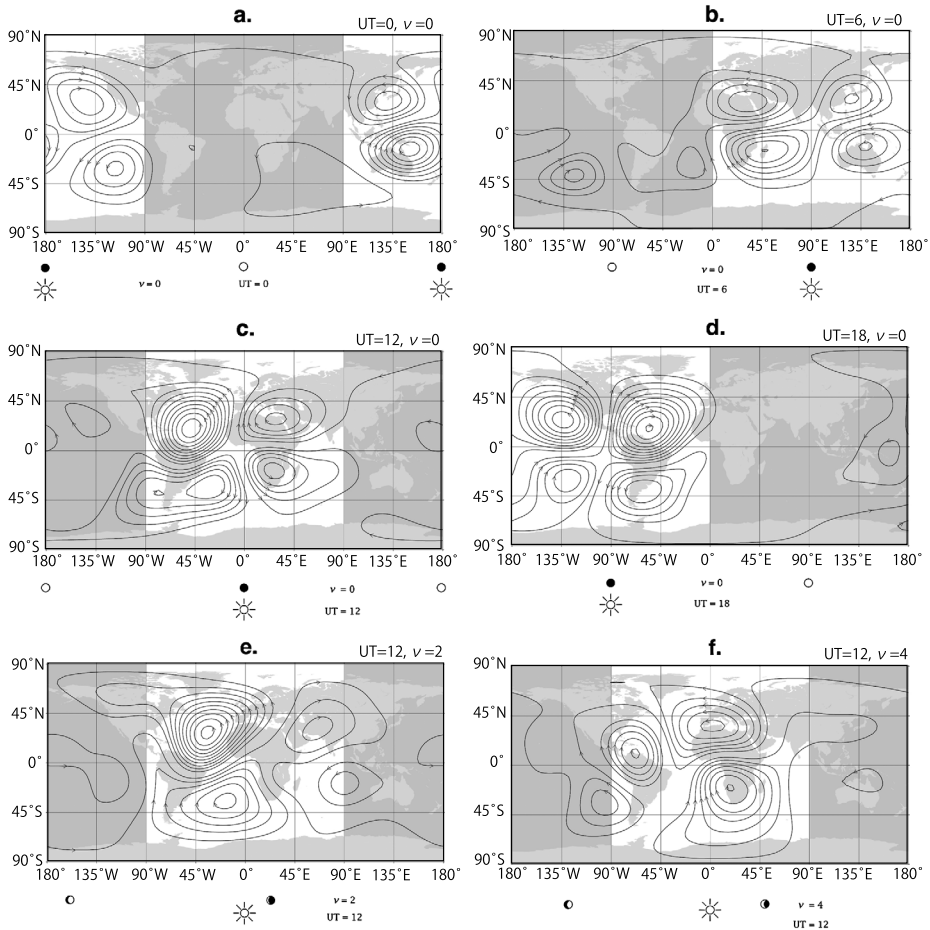 a.
UT=0, ν=0
90˚N
45˚N
0˚
45˚S
90˚S
180˚ 135˚W 90˚W 45˚W 0˚ 45˚E 90˚E 135˚E 180˚
ν = 0 UT = 0
b.
UT=6, ν=0
90˚N
45˚N
0˚
45˚S
90˚S
180˚ 135˚W 90˚W 45˚W 0˚ 45˚E 90˚E 135˚E 180˚
ν = 0
UT = 6
c.
UT=12, ν=0
90˚N
45˚N
0˚
45˚S
90˚S
180˚ 135˚W 90˚W 45˚W 0˚ 45˚E 90˚E 135˚E 180˚
ν = 0
UT = 12
d.
UT=18, ν=0
90˚N
45˚N
0˚
45˚S
90˚S
180˚ 135˚W 90˚W 45˚W 0˚ 45˚E 90˚E 135˚E 180˚
ν = 0
UT = 18
e.
UT=12, ν=2
90˚N
45˚N
0˚
45˚S
90˚S
180˚ 135˚W 90˚W 45˚W 0˚ 45˚E 90˚E 135˚E 180˚
ν = 2
UT = 12
f.
UT=12, ν=4
90˚N
45˚N
0˚
45˚S
90˚S
180˚ 135˚W 90˚W 45˚W 0˚ 45˚E 90˚E 135˚E 180˚
ν = 4
UT = 12